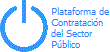 Plataforma de
Contratación
del Sector
Público